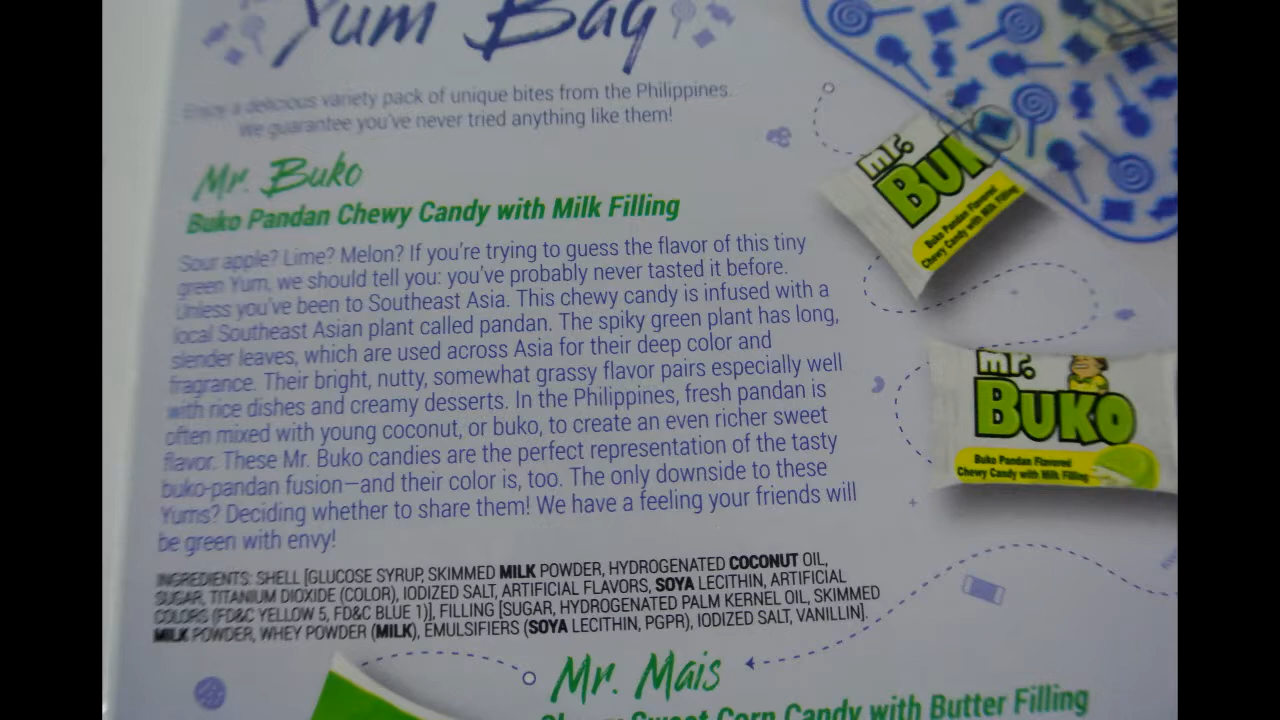 Yum Bag
Enjoy a delicious variety pack of unique bites from the Philippines.
We guarantee you've never tried anything like them!
Mr. Buko
Buko Pandan Chewy Candy with Milk Filling
Sour apple? Lime? Melon? If you're trying to guess the flavor of this tiny
green Yum, we should tell you: you've probably never tasted it before.
Unless you've been to Southeast Asia. This chewy candy is infused with a
local Southeast Asian plant called pandan. The spiky green plant has long,
slender leaves, which are used across Asia for their deep color and
fragrance. Their bright, nutty, somewhat grassy flavor pairs especially well
with rice dishes and creamy desserts. In the Philippines, fresh pandan is
often mixed with young coconut, or buko, to create an even richer sweet
flavor. These Mr. Buko candies are the perfect representation of the tasty
buko-pandan fusion—and their color is, too. The only downside to these
Yums? Deciding whether to share them! We have a feeling your friends will
be green with envy!
INGREDIENTS: SHELL [GLUCOSE SYRUP, SKIMMED MILK POWDER, HYDROGENATED COCONUT OIL,
SUGAR, TITANIUM DIOXIDE (COLOR), IODIZED SALT, ARTIFICIAL FLAVORS, SOYA LECITHIN, ARTIFICIAL
COLORS (FD&C YELLOW 5, FD&C BLUE 1)], FILLING [SUGAR, HYDROGENATED PALM KERNEL OIL, SKIMMED
MILK POWDER, WHEY POWDER (MILK), EMULSIFIERS (SOYA LECITHIN, PGPR), IODIZED SALT, VANILLIN].
Mr. Mais
Chewy Sweet Corn Candy with Butter Filling
mr.
BUK
Buko Pandan Flavored
Chewy Candy with Milk Filling
mr.
BUKO
Buko Pandan Flavored
Chewy Candy with Milk Filling